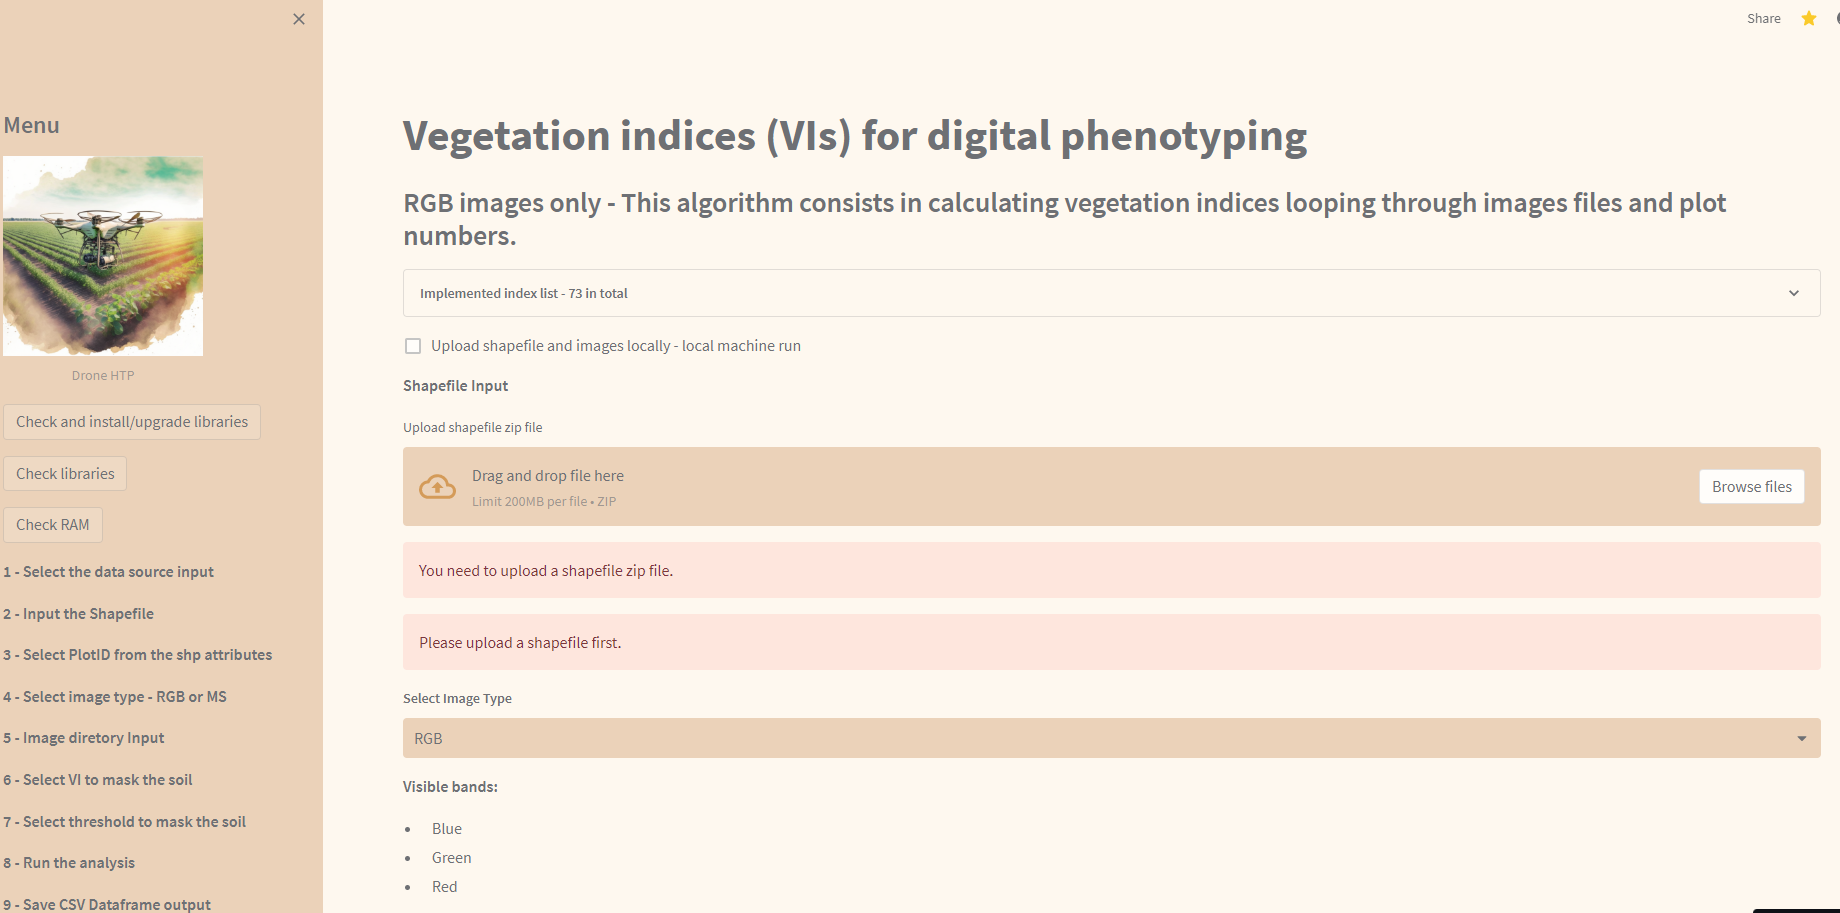 Share
Menu
Drone HTP
Check and install/upgrade libraries
Check libraries
Check RAM
1 - Select the data source input
2 - Input the Shapefile
3 - Select PlotID from the shp attributes
4 - Select image type - RGB or MS
5 - Image diretory Input
6 - Select VI to mask the soil
7 - Select threshold to mask the soil
8 - Run the analysis
9 - Save CSV Dataframe output
Vegetation indices (VIs) for digital phenotyping
RGB images only - This algorithm consists in calculating vegetation indices looping through images files and plot
numbers.
Implemented index list - 73 in total
Upload shapefile and images locally - local machine run
Shapefile Input
Upload shapefile zip file
Drag and drop file here
Limit 200MB per file • ZIP
Browse files
You need to upload a shapefile zip file.
Please upload a shapefile first.
Select Image Type
RGB
Visible bands:
• Blue
• Green
• Red